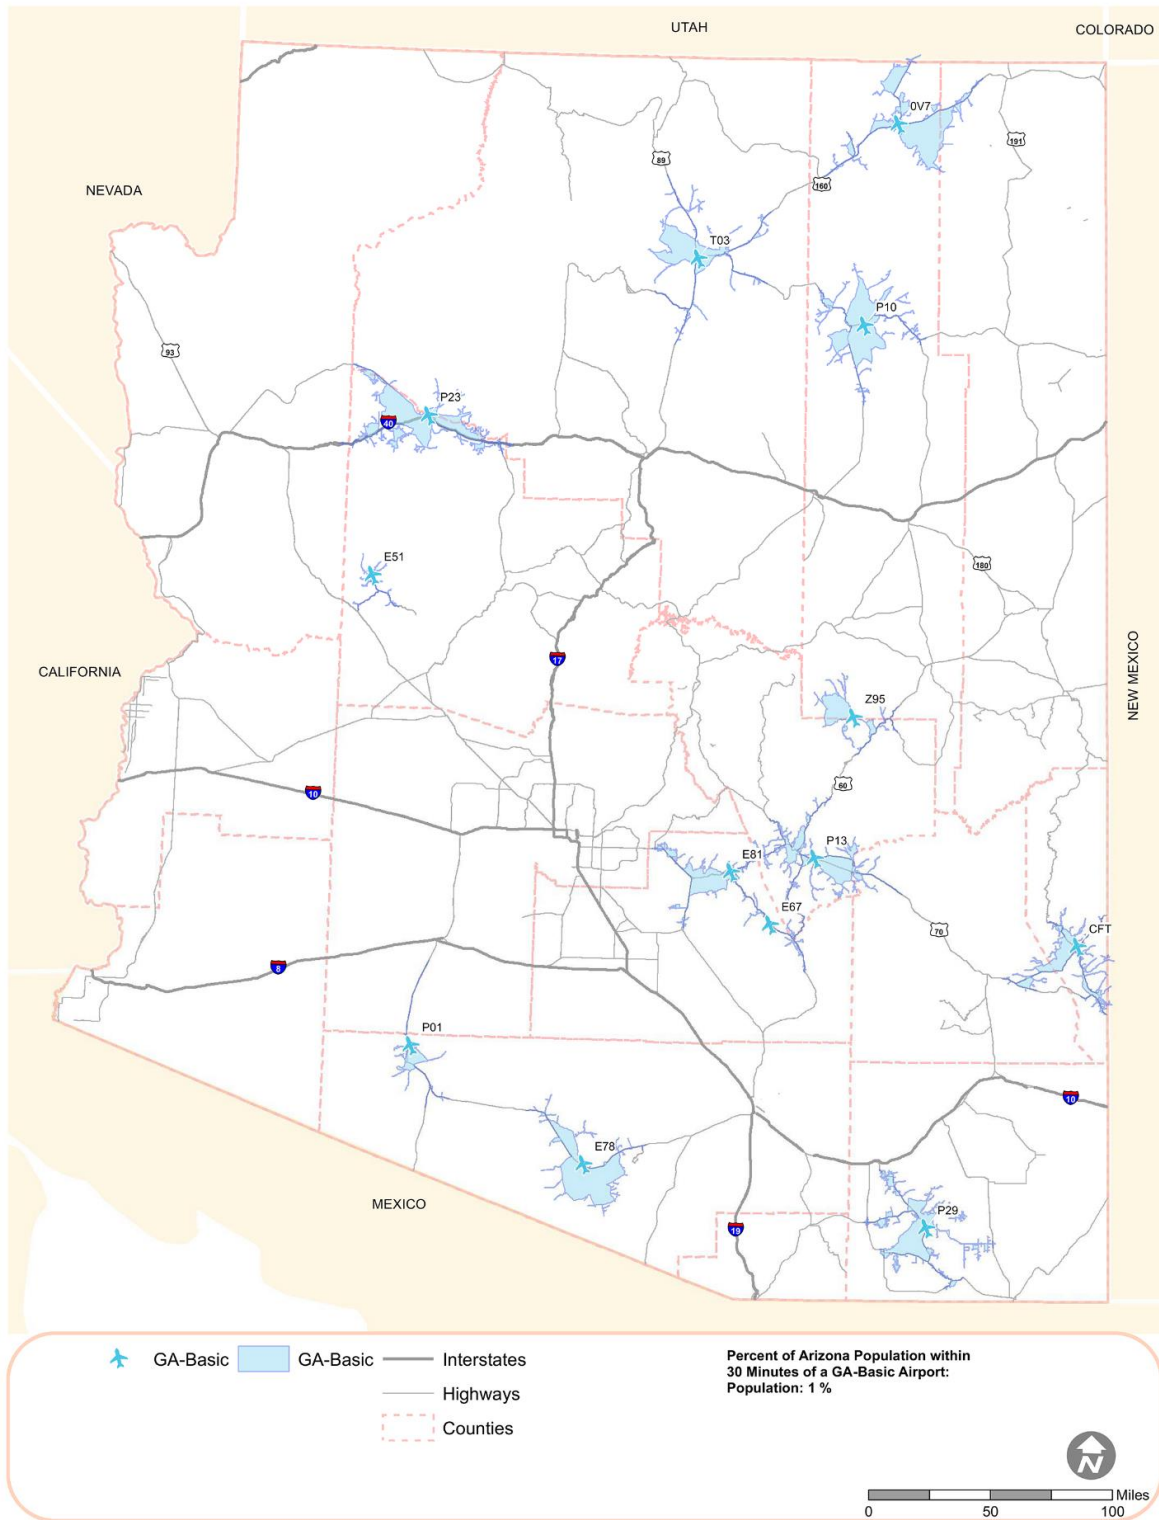 UTAH
COLORADO
0V7
191
89
160
NEVADA
T03
P10
93
P23
40
E51
180
17
CALIFORNIA
NEW MEXICO
Z95
60
10
P13
E81
E67
CFT
70
8
P01
10
E78
MEXICO
P29
19
GA-Basic
GA-Basic
Interstates
Highways
Counties
Percent of Arizona Population within
30 Minutes of a GA-Basic Airport:
Population: 1 %
N
Miles
0 50 100